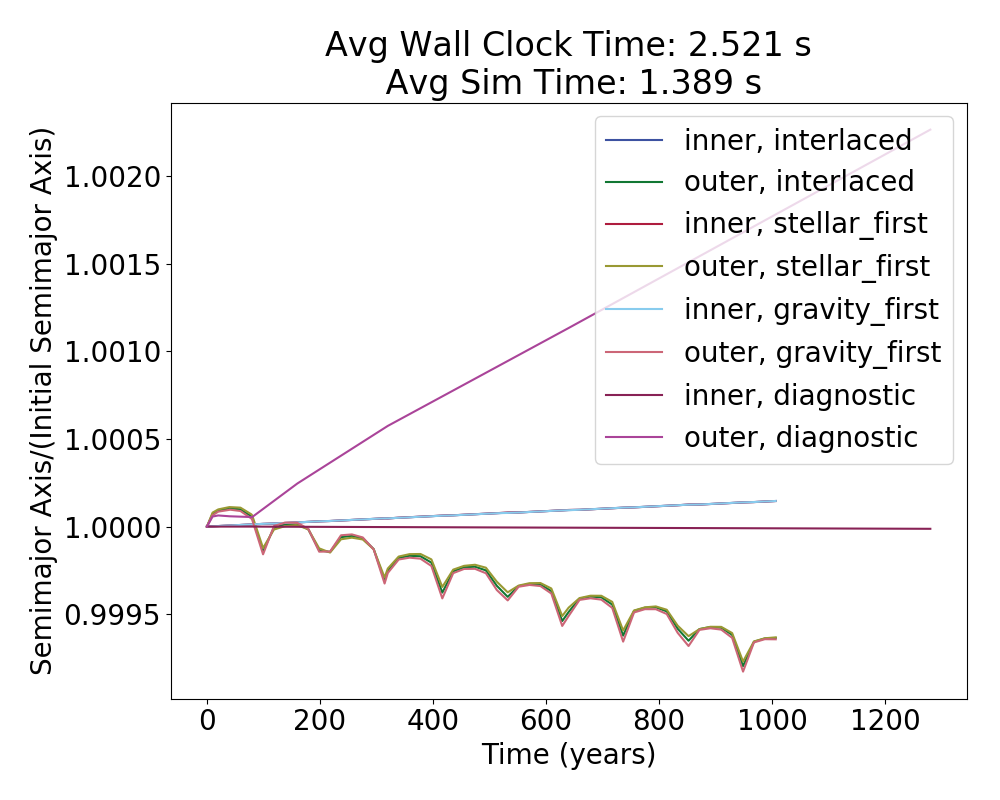 Avg Wall Clock Time: 2.521 s
Avg Sim Time: 1.389 s
Semimajor Axis/(Initial Semimajor Axis)
1.0020
1.0015
1.0010
1.0005
1.0000
0.9995
inner, interlaced
outer, interlaced
inner, stellar_first
outer, stellar_first
inner, gravity_first
outer, gravity_first
inner, diagnostic
outer, diagnostic
0 200 400 600 800 1000 1200
Time (years)